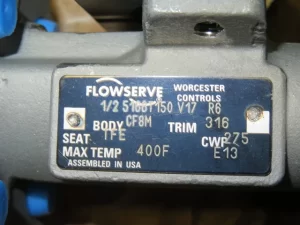 FLOWSERVE WORCESTER CONTROLS
1/2 5166T150 V17 R6
BODY CF8M TRIM 316
SEAT TFE CWP 275
MAX TEMP 400F E13
ASSEMBLED IN USA